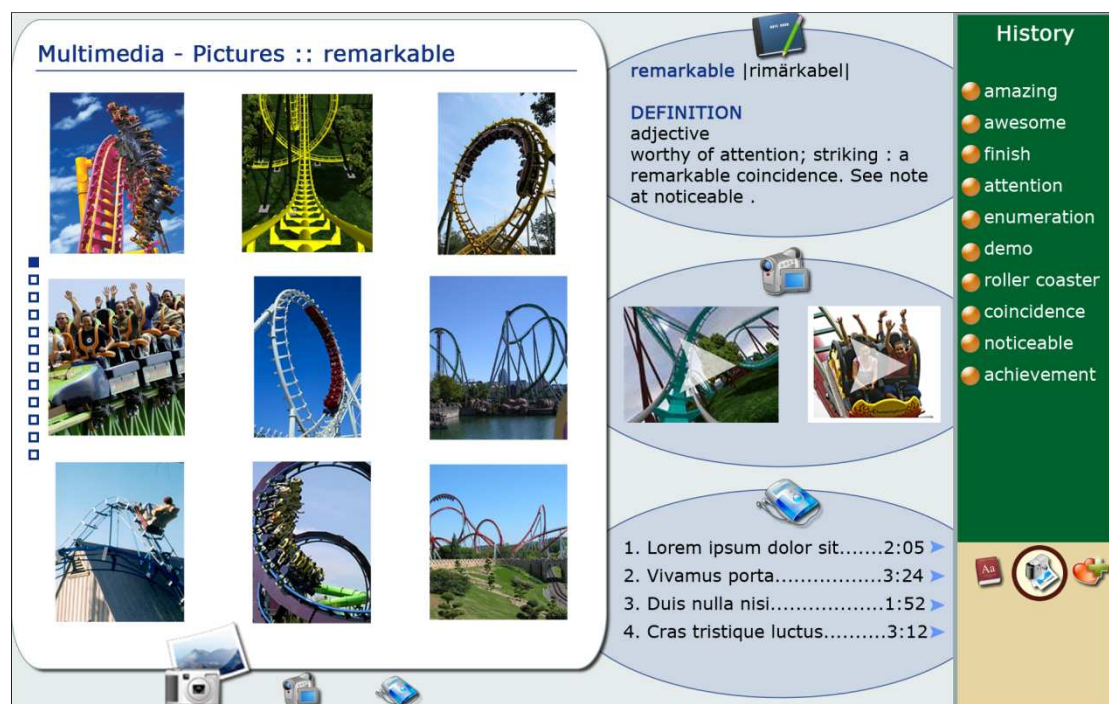 Multimedia - Pictures :: remarkable
remarkable |rimärkabel|
DEFINITION
adjective
worthy of attention; striking : a
remarkable coincidence. See note
at noticeable .
1. Lorem ipsum dolor sit.......2:05
2. Vivamus porta.................3:24
3. Duis nulla nisi..................1:52
4. Cras tristique luctus..........3:12
History
amazing
awesome
finish
attention
enumeration
demo
roller coaster
coincidence
noticeable
achievement
Aa